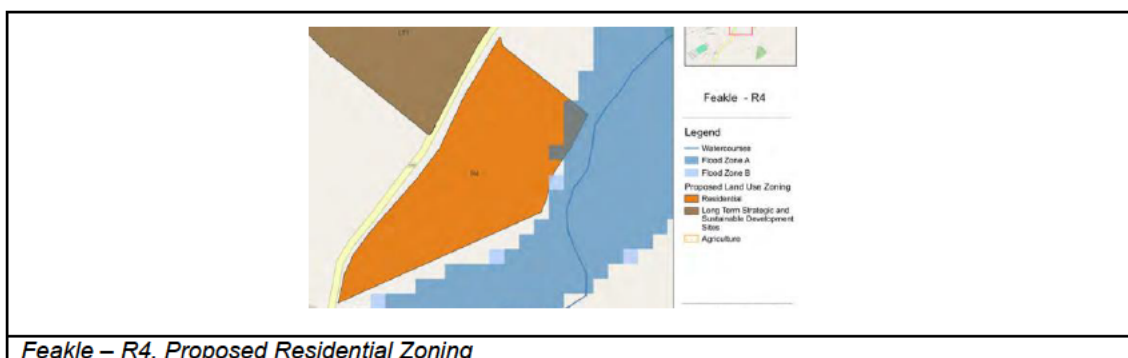 LT1
Feakle - R4
Legend
Watercourses
Flood Zone A
Flood Zone B
Proposed Land Use Zoning
Residential
Long Term Strategic and
Sustainable Development
Sites
Agriculture
R4
Feakle – R4. Proposed Residential Zoning